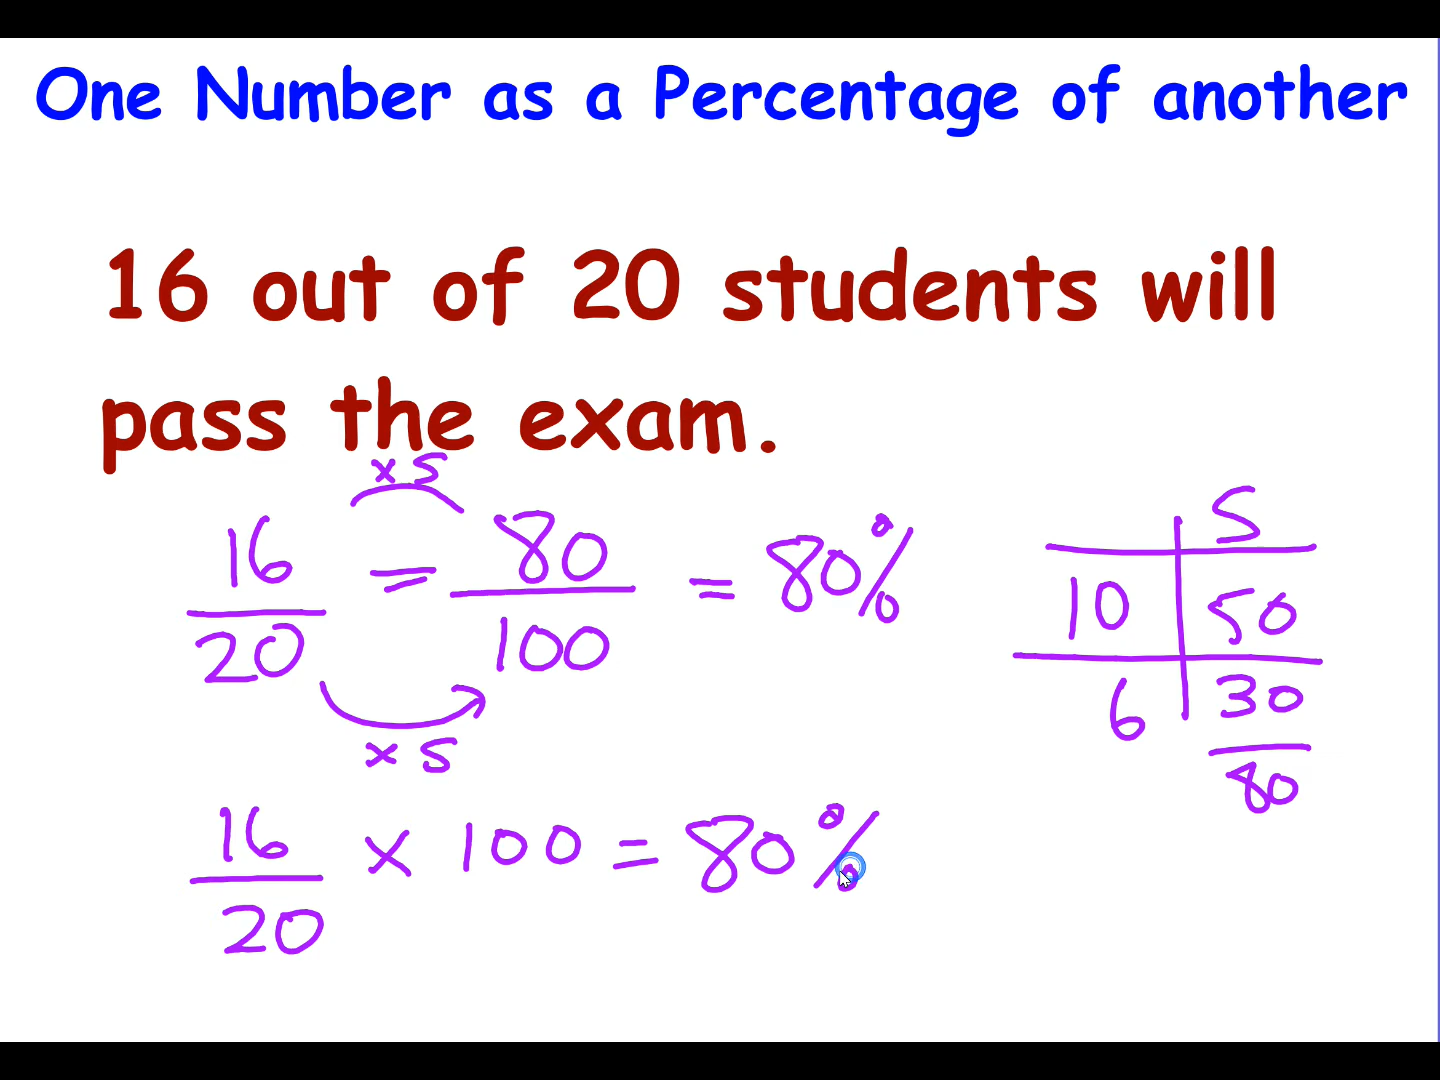 One Number as a Percentage of another
16 out of 20 students will
pass the exam.
x 5
16/20 = 80/100 = 80%
x 5
5
10 50
6 30
80
16/20 x 100 = 80%